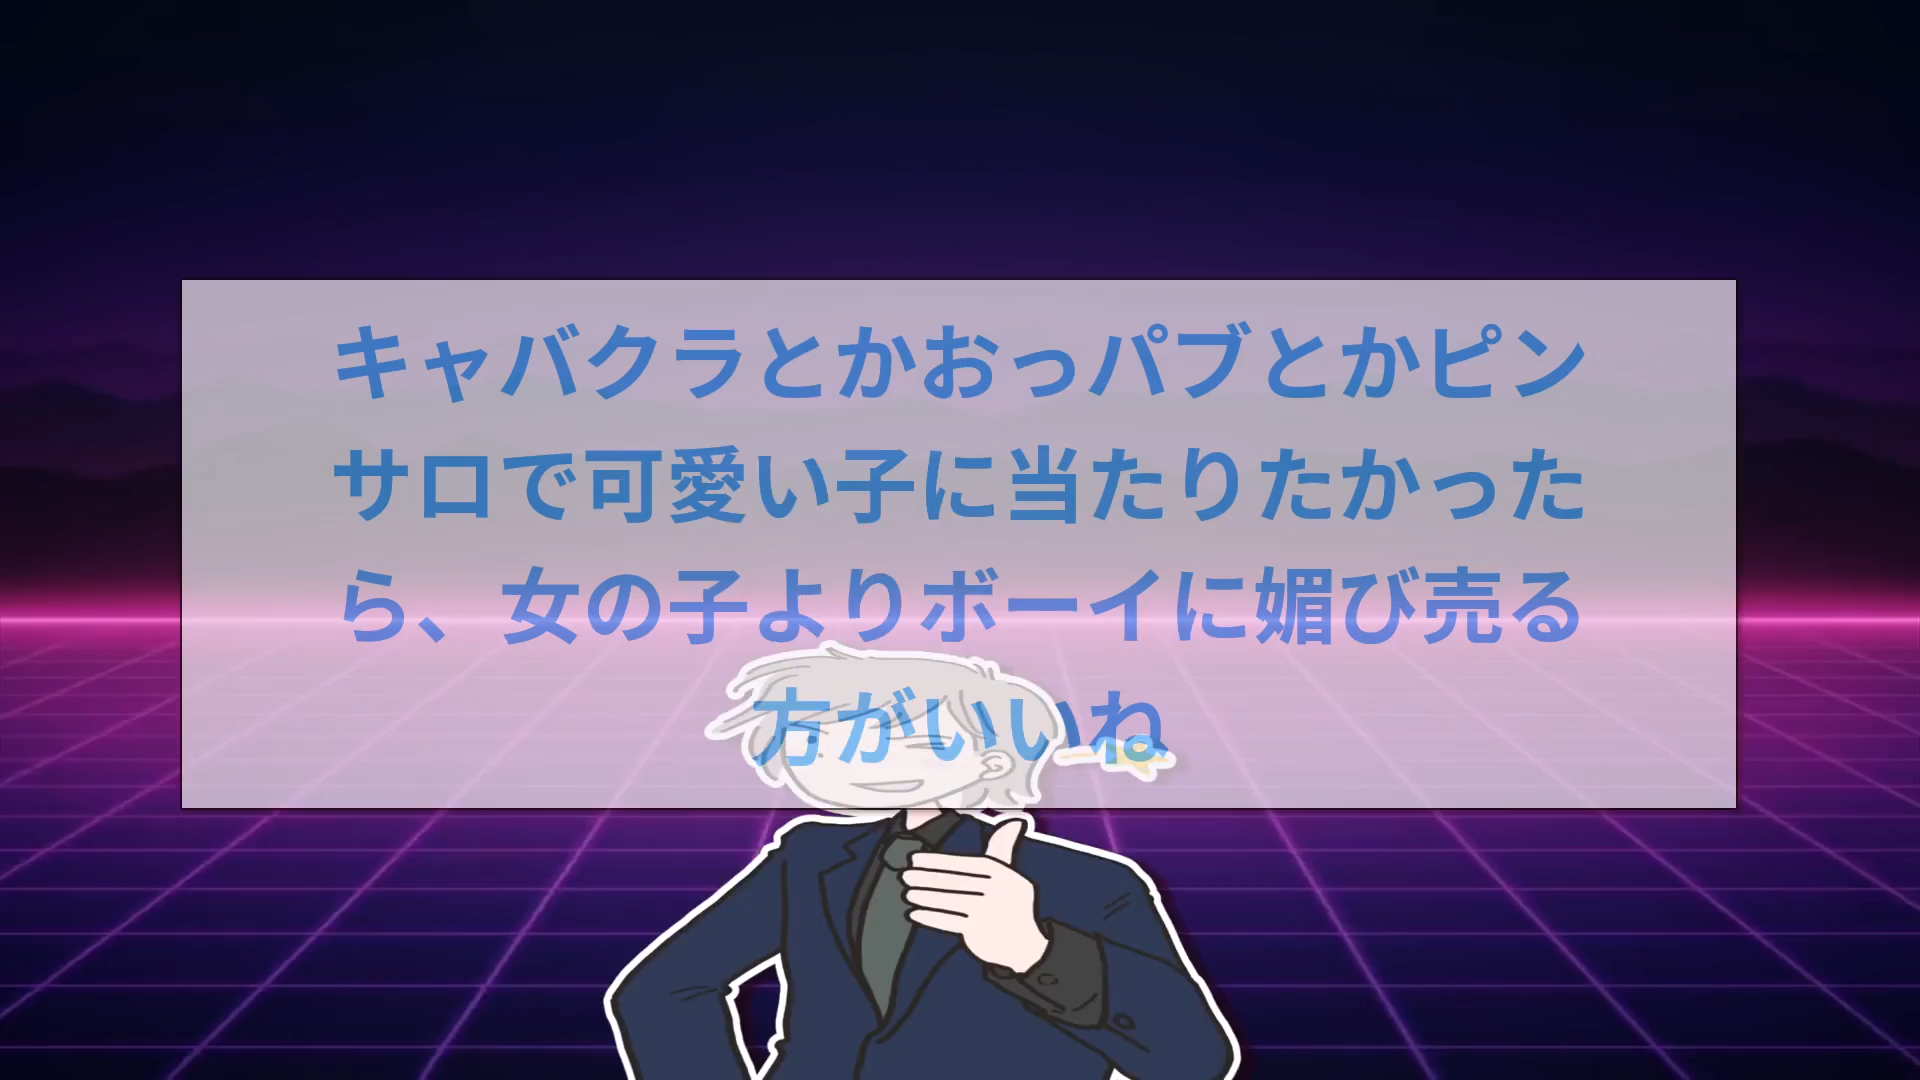 キャバクラとかおっパブとかピン
サロで可愛い子に当たりたかった
ら、女の子よりボーイに媚び売る
方がいいね